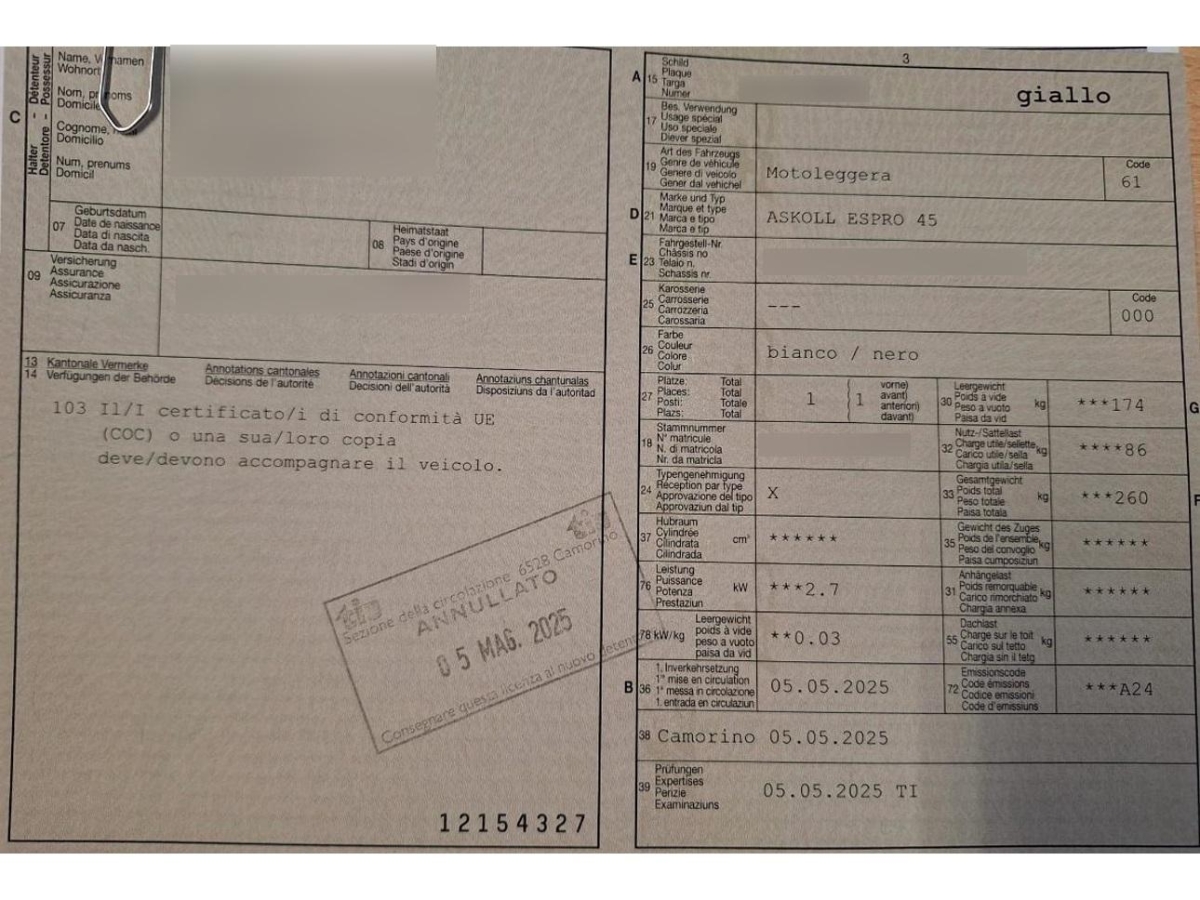 C
Halter - Détenteur
Detentore - Possessur
Name, Vornamen
Wohnort
Nom, prénoms
Domicile
Cognome,
Domicilio
Num, prenums
Domicil
07
Geburtsdatum
Date de naissance
Data di nascita
Data da nasch.
08
Heimatstaat
Pays d'origine
Paese d'origine
Stadi d'origin
09
Versicherung
Assurance
Assicurazione
Assicuranza
13 Kantonale Vermerke Annotations cantonales Annotazioni cantonali Annotaziuns chantunalas
14 Verfügungen der Behörde Décisions de l'autorité Decisioni dell'autorità Disposiziuns da l'autoritad
103 Il/I certificato/i di conformità UE
(COC) o una sua/loro copia
deve/devono accompagnare il veicolo.
ti
Sezione della circolazione 6528 Camorino
ANNULLATO
05 MAG. 2025
Consegnare questa licenza al nuovo detent
12154327
3
A 15
Schild
Plaque
Targa
Numer
giallo
17
Bes. Verwendung
Usage spécial
Uso speciale
Diever spezial
19
Art des Fahrzeugs
Genre de véhicule
Genere di veicolo
Gener dal vehichel
Motoleggera
Code
61
D 21
Marke und Typ
Marque et type
Marca e tipo
Marca e tip
ASKOLL ESPRO 45
E 23
Fahrgestell-Nr.
Châssis no
Telaio n.
Schassis nr.
25
Karosserie
Carrosserie
Carrozzeria
Carossaria
---
Code
000
26
Farbe
Couleur
Colore
Colur
bianco / nero
27
Plätze: Total
Places: Total
Posti: Totale
Plazs: Total
1
1
vorne)
avant)
anteriori)
davant)
30
Leergewicht
Poids à vide
Peso a vuoto
Paisa da vid
kg
***174
G
18
Stammnummer
N° matricule
N. di matricola
Nr. da matricla
32
Nutz-/Sattellast
Charge utile/sellette
Carico utile/sella
Chargia utila/sella
kg
****86
24
Typengenehmigung
Réception par type
Approvazione del tipo
Approvaziun dal tip
X
33
Gesamtgewicht
Poids total
Peso totale
Paisa totala
kg
***260
F
37
Hubraum
Cylindrée
Cilindrata
Cilindrada
cm³
******
35
Gewicht des Zuges
Poids de l'ensemble
Peso del convoglio
Paisa cumposiziun
kg
******
76
Leistung
Puissance
Potenza
Prestaziun
kW
***2.7
31
Anhängelast
Poids remorquable
Carico rimorchiato
Chargia annexa
kg
******
78 kW/kg
Leergewicht
poids à vide
peso a vuoto
paisa da vid
**0.03
55
Dachlast
Charge sur le toit
Carico sul tetto
Chargia sin il tetg
kg
******
B 36
1. Inverkehrsetzung
1re mise en circulation
1a messa in circolazione
1. entrada en circulaziun
05.05.2025
72
Emissionscode
Code émissions
Codice emissioni
Code d'emissiuns
***A24
38 Camorino 05.05.2025
39
Prüfungen
Expertises
Perizie
Examinaziuns
05.05.2025 TI